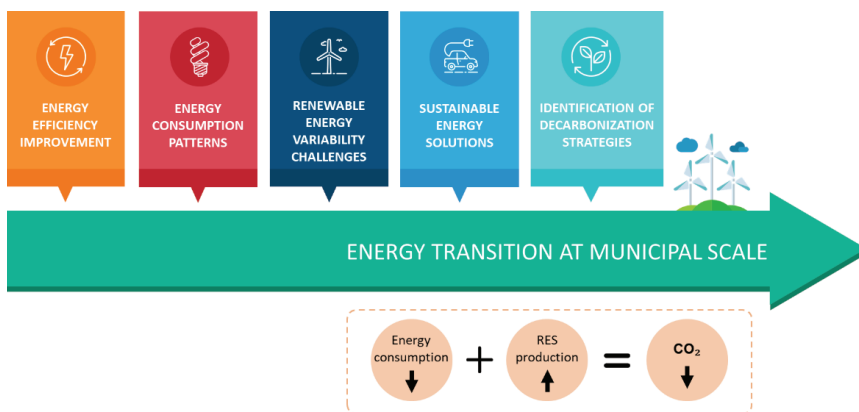 ENERGY
EFFICIENCY
IMPROVEMENT
ENERGY
CONSUMPTION
PATTERNS
RENEWABLE
ENERGY
VARIABILITY
CHALLENGES
SUSTAINABLE
ENERGY
SOLUTIONS
IDENTIFICATION OF
DECARBONIZATION
STRATEGIES
ENERGY TRANSITION AT MUNICIPAL SCALE
Energy
consumption
+
RES
production
=
CO₂